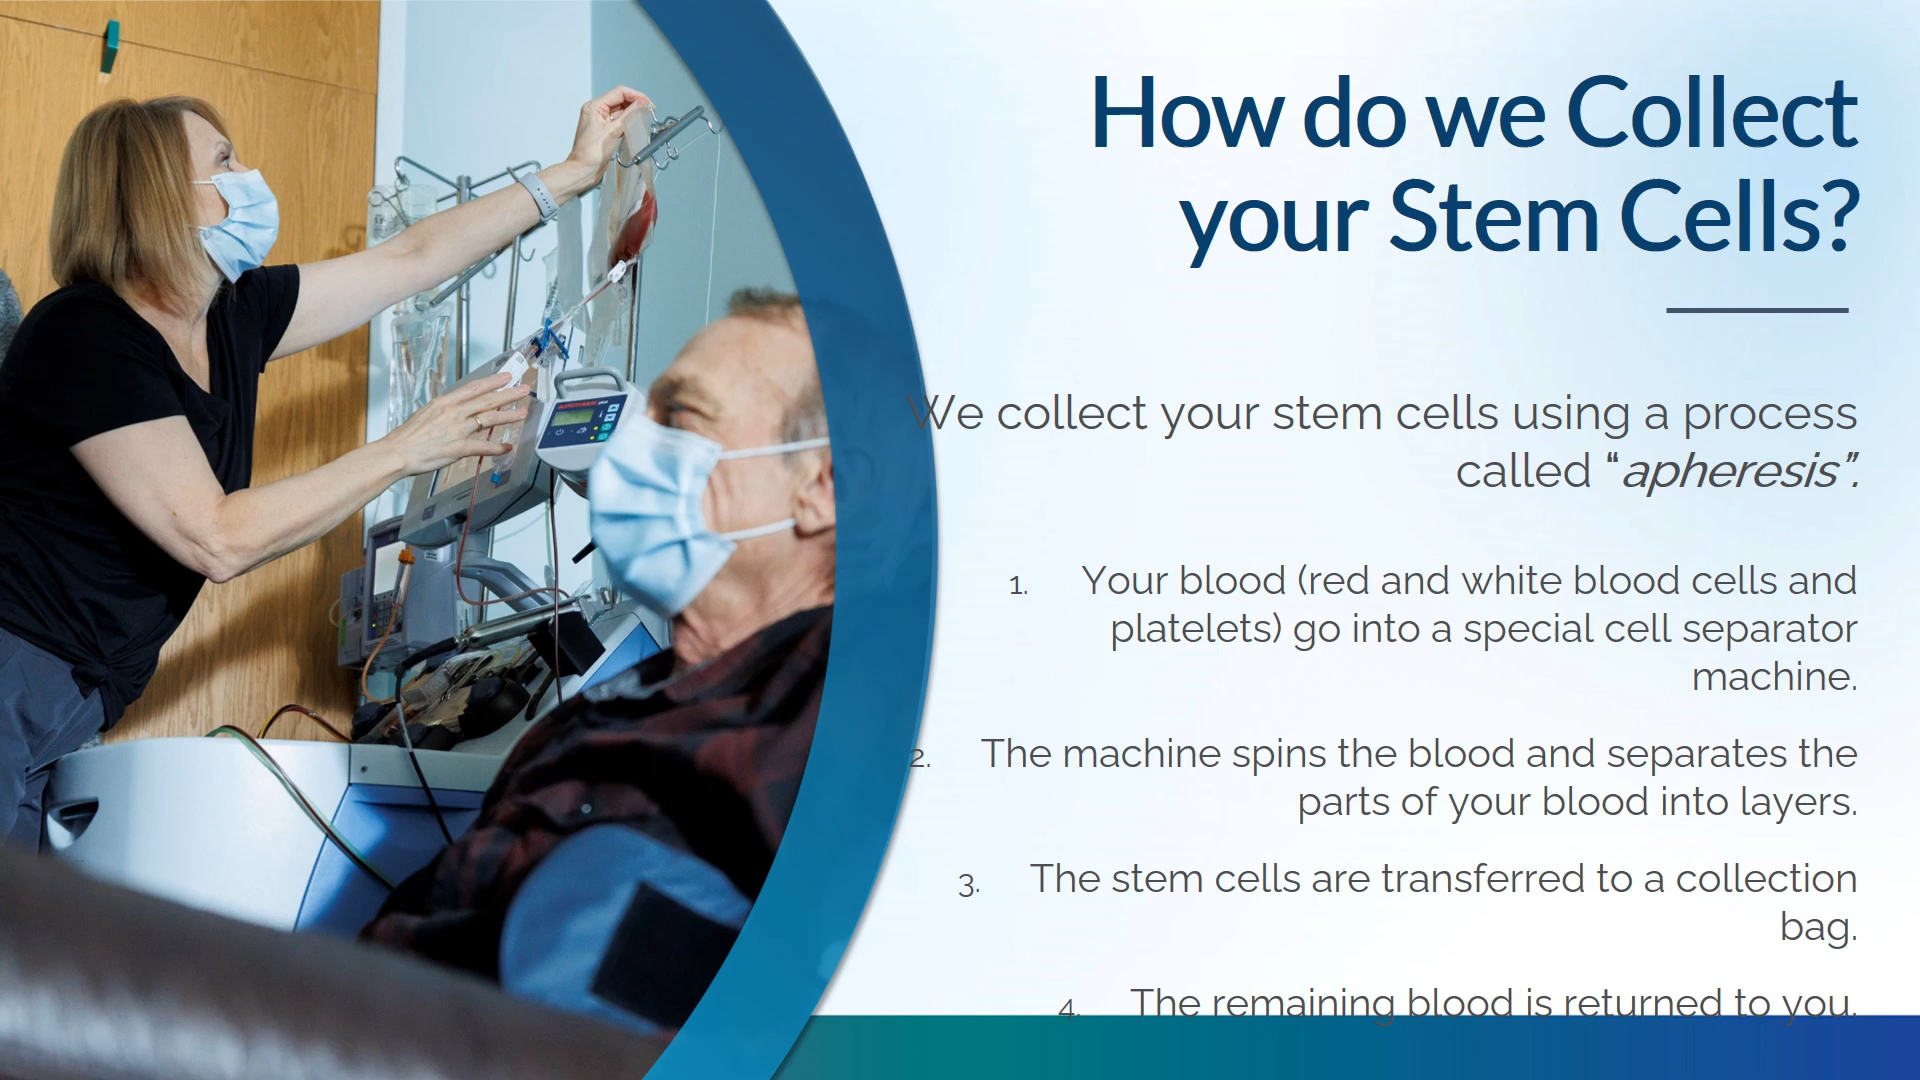 How do we Collect
your Stem Cells?
We collect your stem cells using a process
called “apheresis”.
1. Your blood (red and white blood cells and
platelets) go into a special cell separator
machine.
2. The machine spins the blood and separates the
parts of your blood into layers.
3. The stem cells are transferred to a collection
bag.
4. The remaining blood is returned to you.